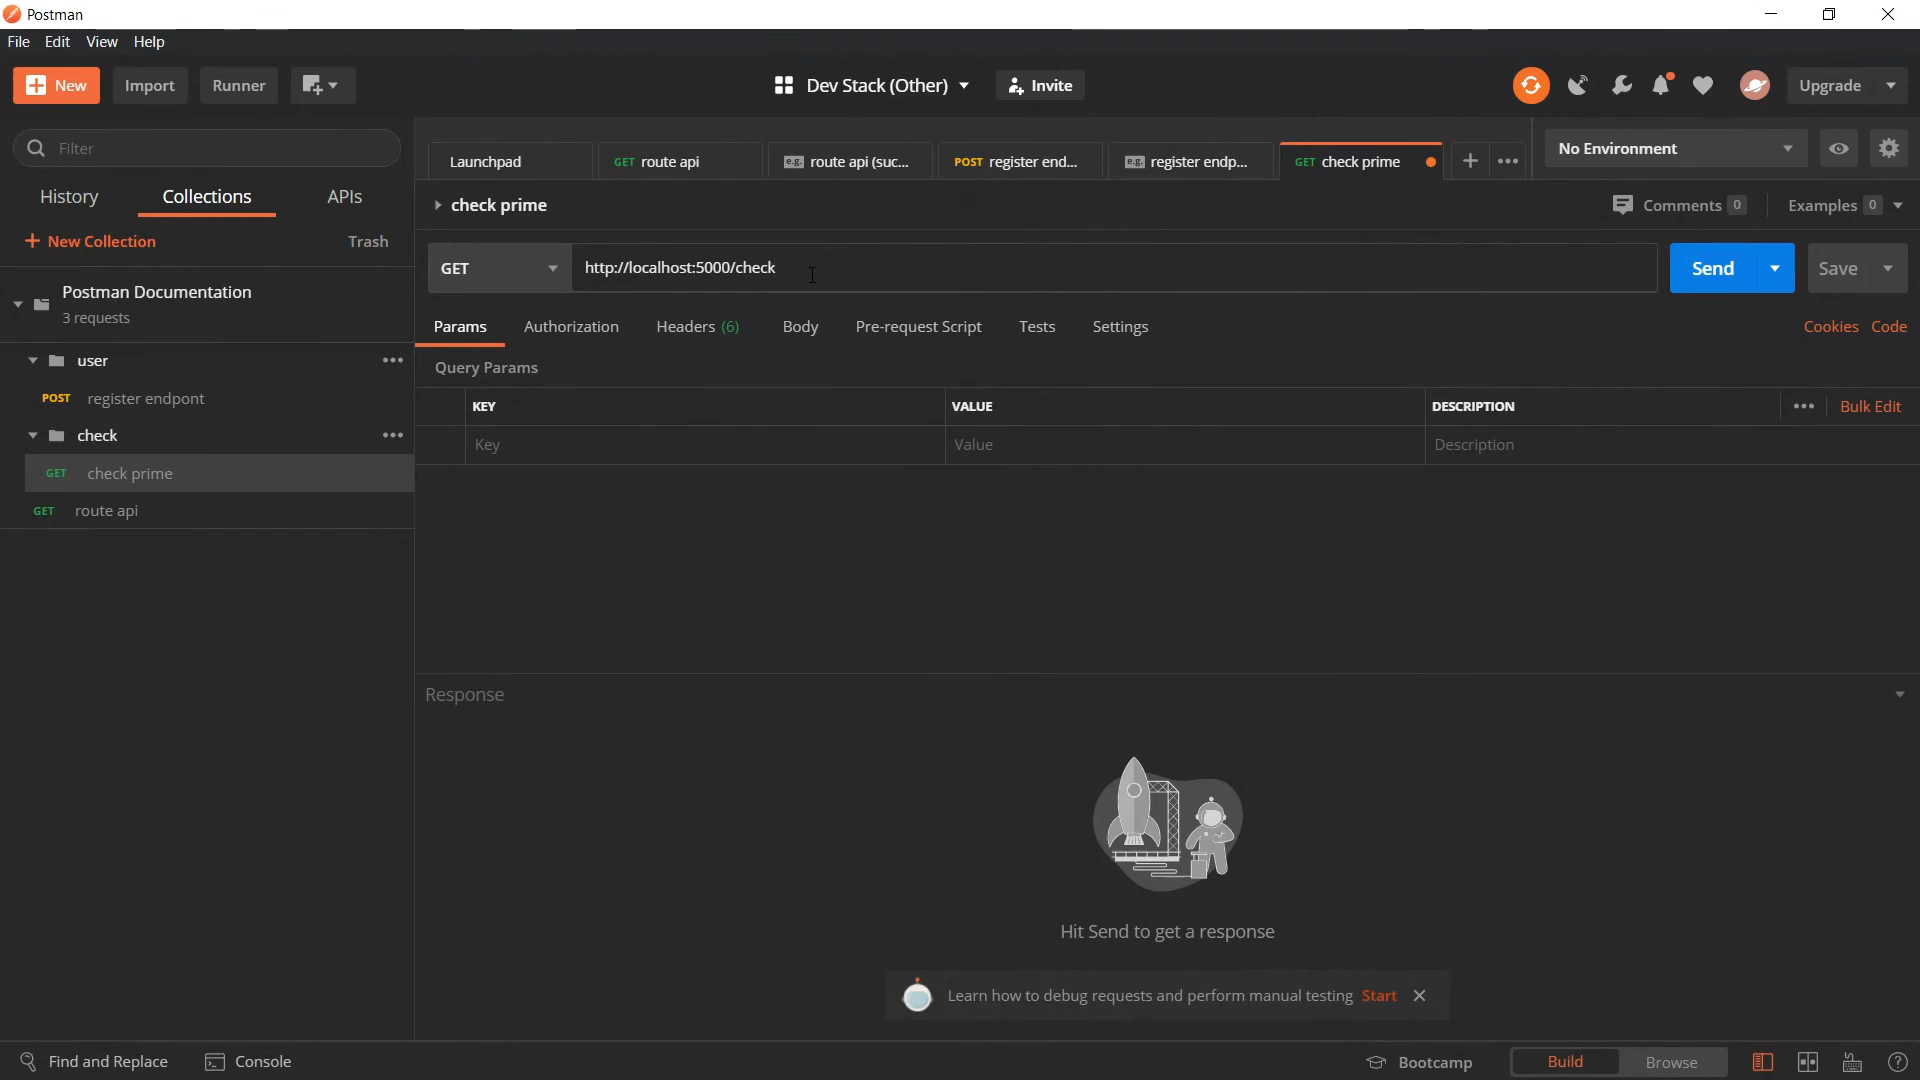 Postman
File Edit View Help
New Import Runner Dev Stack (Other) Invite Upgrade
Filter
History Collections APIs
New Collection Trash
Postman Documentation
3 requests
user
POST register endpont
check
GET check prime
GET route api
Launchpad GET route api e.g. route api (suc... POST register end... e.g. register endp... GET check prime No Environment
check prime Comments 0 Examples 0
GET http://localhost:5000/check Send Save
Params Authorization Headers (6) Body Pre-request Script Tests Settings Cookies Code
Query Params
KEY VALUE DESCRIPTION Bulk Edit
Key Value Description
Response
Hit Send to get a response
Learn how to debug requests and perform manual testing Start
Find and Replace Console Bootcamp Build Browse